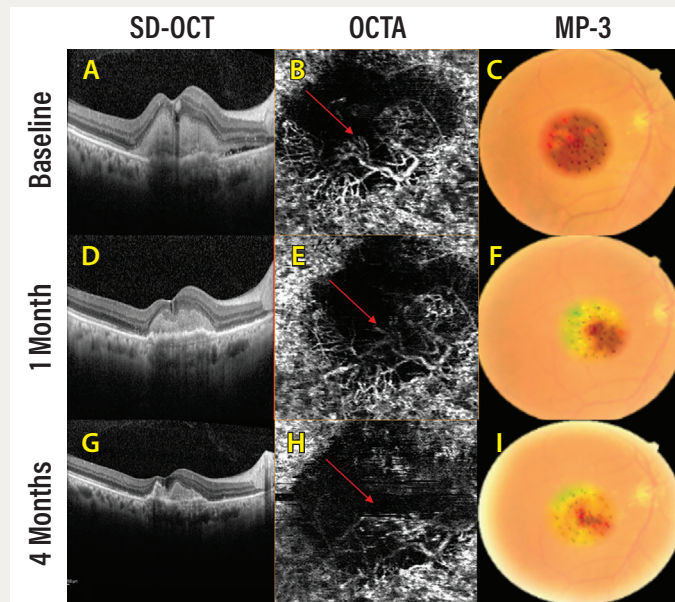 SD-OCT OCTA MP-3
Baseline
A B C
1 Month
D E F
4 Months
G H I